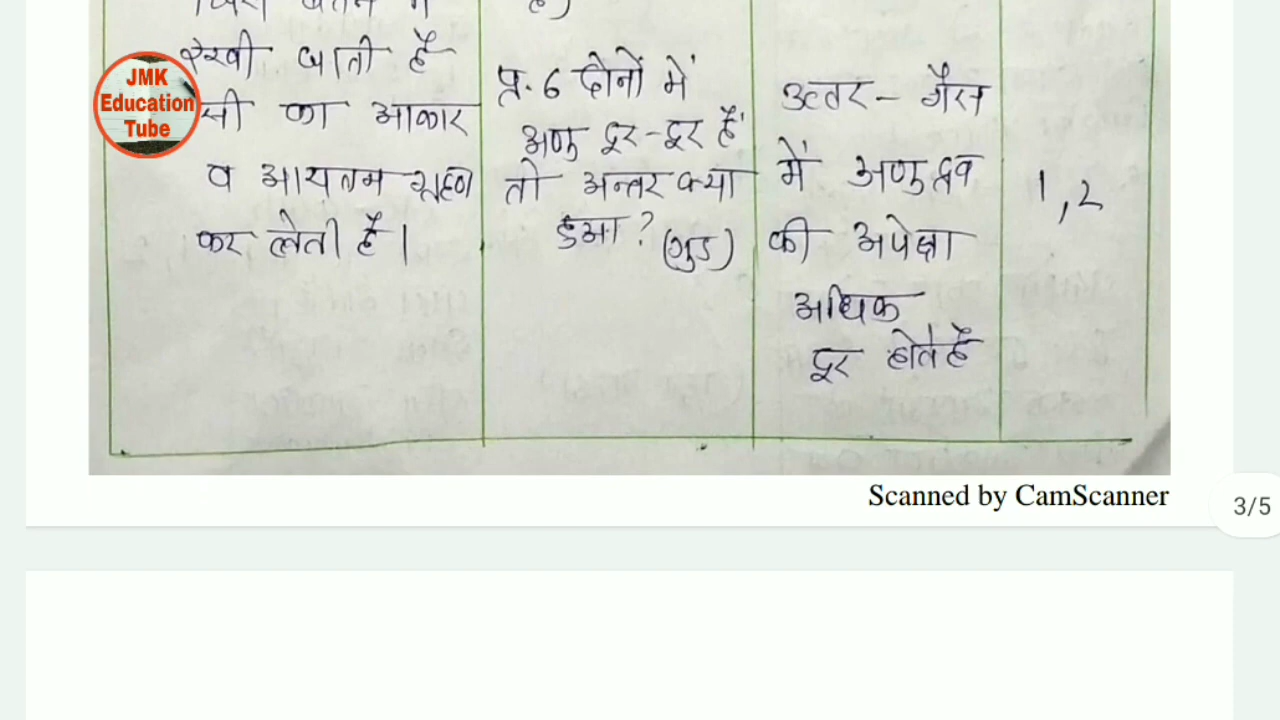 रखी जाती है
सी का आकार
व आयतन ग्रहण
कर लेती है।
है)
प्र. 6 दोनों में
अणु दूर-दूर हैं
तो अन्तर क्या
हुआ? (गुड)
उत्तर - गैस
में अणु द्रव
की अपेक्षा
अधिक
दूर होते हैं
1, 2
JMK
Education
Tube
Scanned by CamScanner
3/5